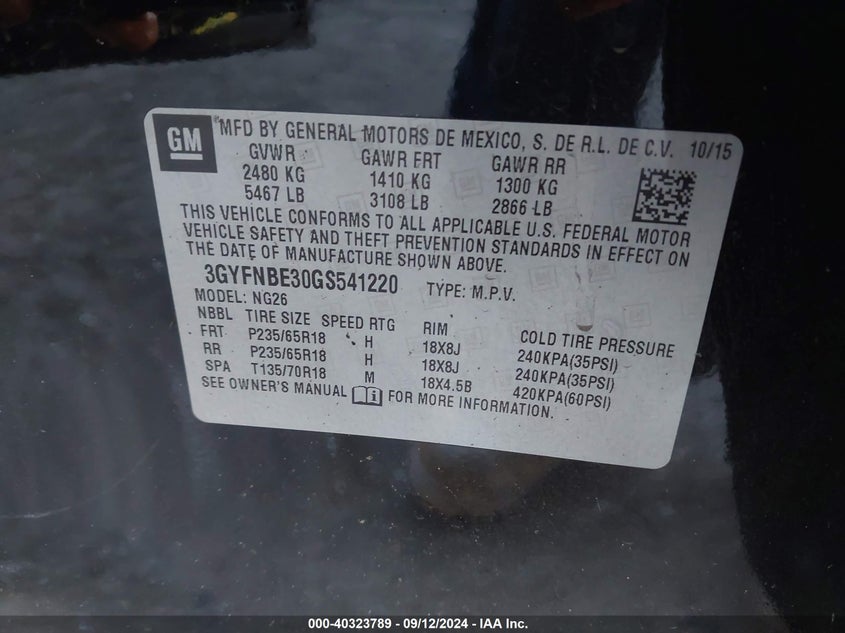 GM
MFD BY GENERAL MOTORS DE MEXICO, S. DE R.L. DE C.V. 10/15
GVWR GAWR FRT GAWR RR
2480 KG 1410 KG 1300 KG
5467 LB 3108 LB 2866 LB
THIS VEHICLE CONFORMS TO ALL APPLICABLE U.S. FEDERAL MOTOR
VEHICLE SAFETY AND THEFT PREVENTION STANDARDS IN EFFECT ON
THE DATE OF MANUFACTURE SHOWN ABOVE.
3GYFNBE30GS541220 TYPE: M.P.V.
MODEL: NG26
NBBL TIRE SIZE SPEED RTG RIM COLD TIRE PRESSURE
FRT P235/65R18 H 18X8J 240KPA(35PSI)
RR P235/65R18 H 18X8J 240KPA(35PSI)
SPA T135/70R18 M 18X4.5B 420KPA(60PSI)
SEE OWNER'S MANUAL FOR MORE INFORMATION.
000-40323789 - 09/12/2024 - IAA Inc.